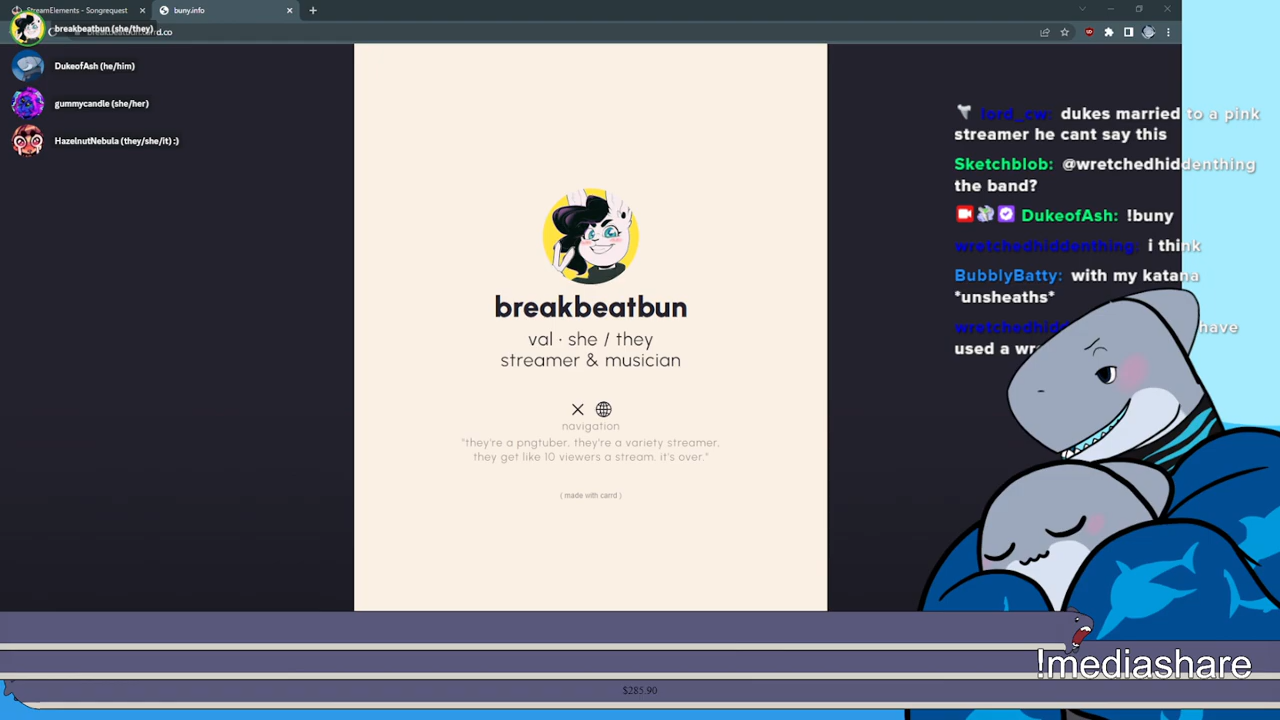 StreamElements - Songrequest
buny.info
breakbeatbun (she/they)
DukeofAsh (he/him)
gummycandle (she/her)
HazelnutNebula (they/she/it) :)
breakbeatbun
val · she / they
streamer & musician
navigation
"they're a pngtuber, they're a variety streamer,
they get like 10 viewers a stream, it's over."
( made with carrd )
lord_cw: dukes married to a pink
streamer he cant say this
Sketchblob: @wretchedhiddenthing
the band?
DukeofAsh: !buny
wretchedhiddenthing: i think
BubblyBatty: with my katana
*unsheaths*
have
used a
!mediashare
$285.90